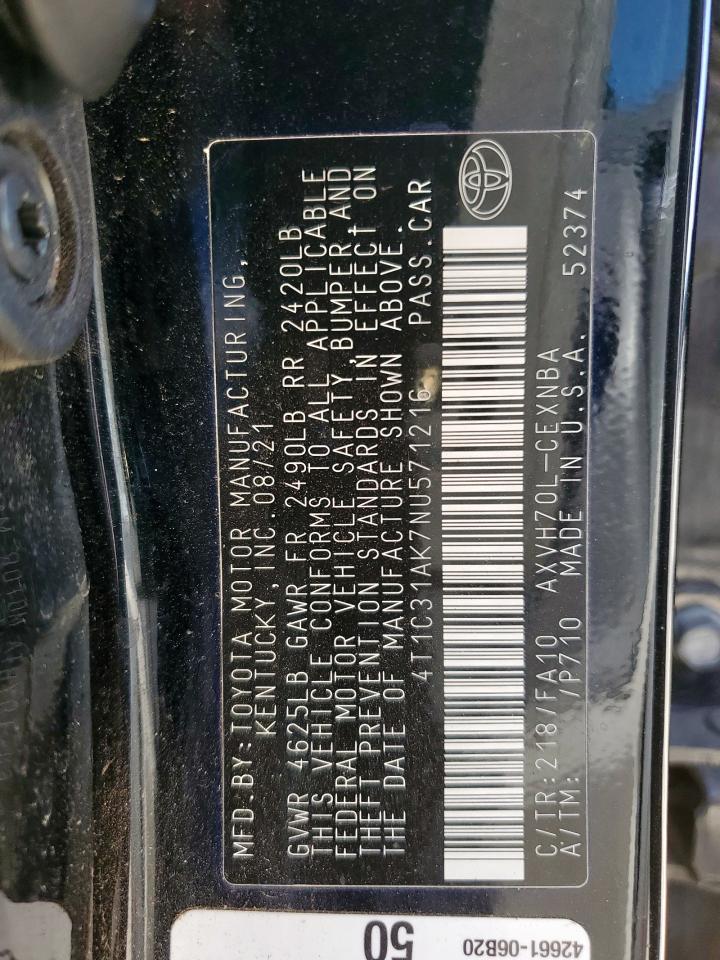 MFD.BY:TOYOTA MOTOR MANUFACTURING,
KENTUCKY,INC.08/21
GVWR 4625LB GAWR FR 2490LB RR 2420LB
THIS VEHICLE CONFORMS TO ALL APPLICABLE
FEDERAL MOTOR VEHICLE SAFETY,BUMPER,AND
THEFT PREVENTION STANDARDS IN EFFECT ON
THE DATE OF MANUFACTURE SHOWN ABOVE.
4T1C31AK7NU571216 PASS.CAR
C/TR:218/FA10 AXVH70L-CEXNBA
A/TM: /P710 MADE IN U.S.A. 52374
50
42661-06B20